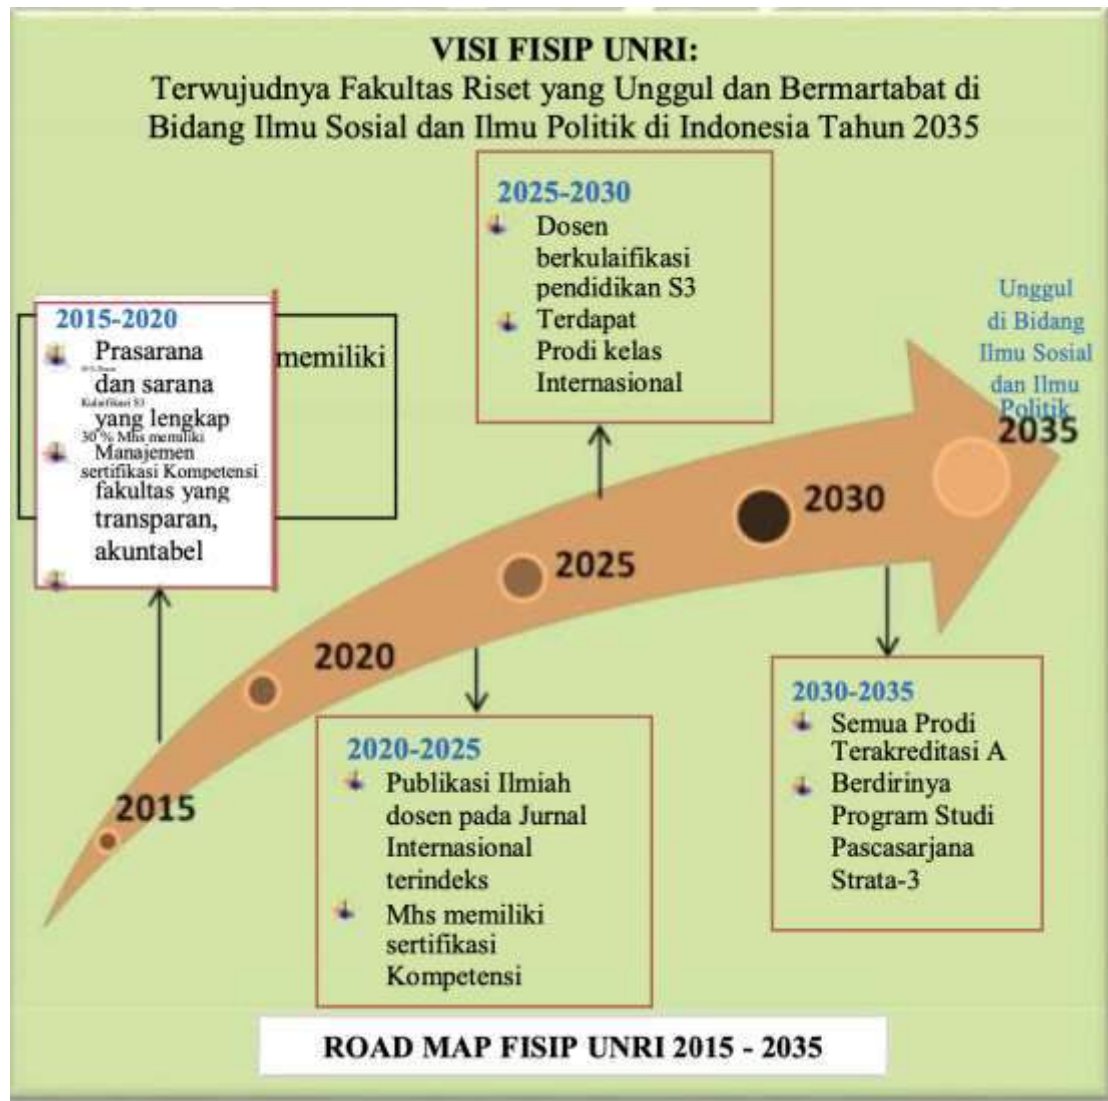 VISI FISIP UNRI:
Terwujudnya Fakultas Riset yang Unggul dan Bermartabat di
Bidang Ilmu Sosial dan Ilmu Politik di Indonesia Tahun 2035
2025-2030
Dosen
berkulaifikasi
pendidikan S3
Terdapat
Prodi kelas
Internasional
2015-2020
Prasarana
memiliki
dan sarana
Kulaifikasi S3
yang lengkap
30 % Mhs memiliki
Manajemen
sertifikasi Kompetensi
fakultas yang
transparan,
akuntabel
Unggul
di Bidang
Ilmu Sosial
dan Ilmu
Politik
2035
2030
2025
2020
2015
2020-2025
Publikasi Ilmiah
dosen pada Jurnal
Internasional
terindeks
Mhs memiliki
sertifikasi
Kompetensi
2030-2035
Semua Prodi
Terakreditasi A
Berdirinya
Program Studi
Pascasarjana
Strata-3
ROAD MAP FISIP UNRI 2015 - 2035